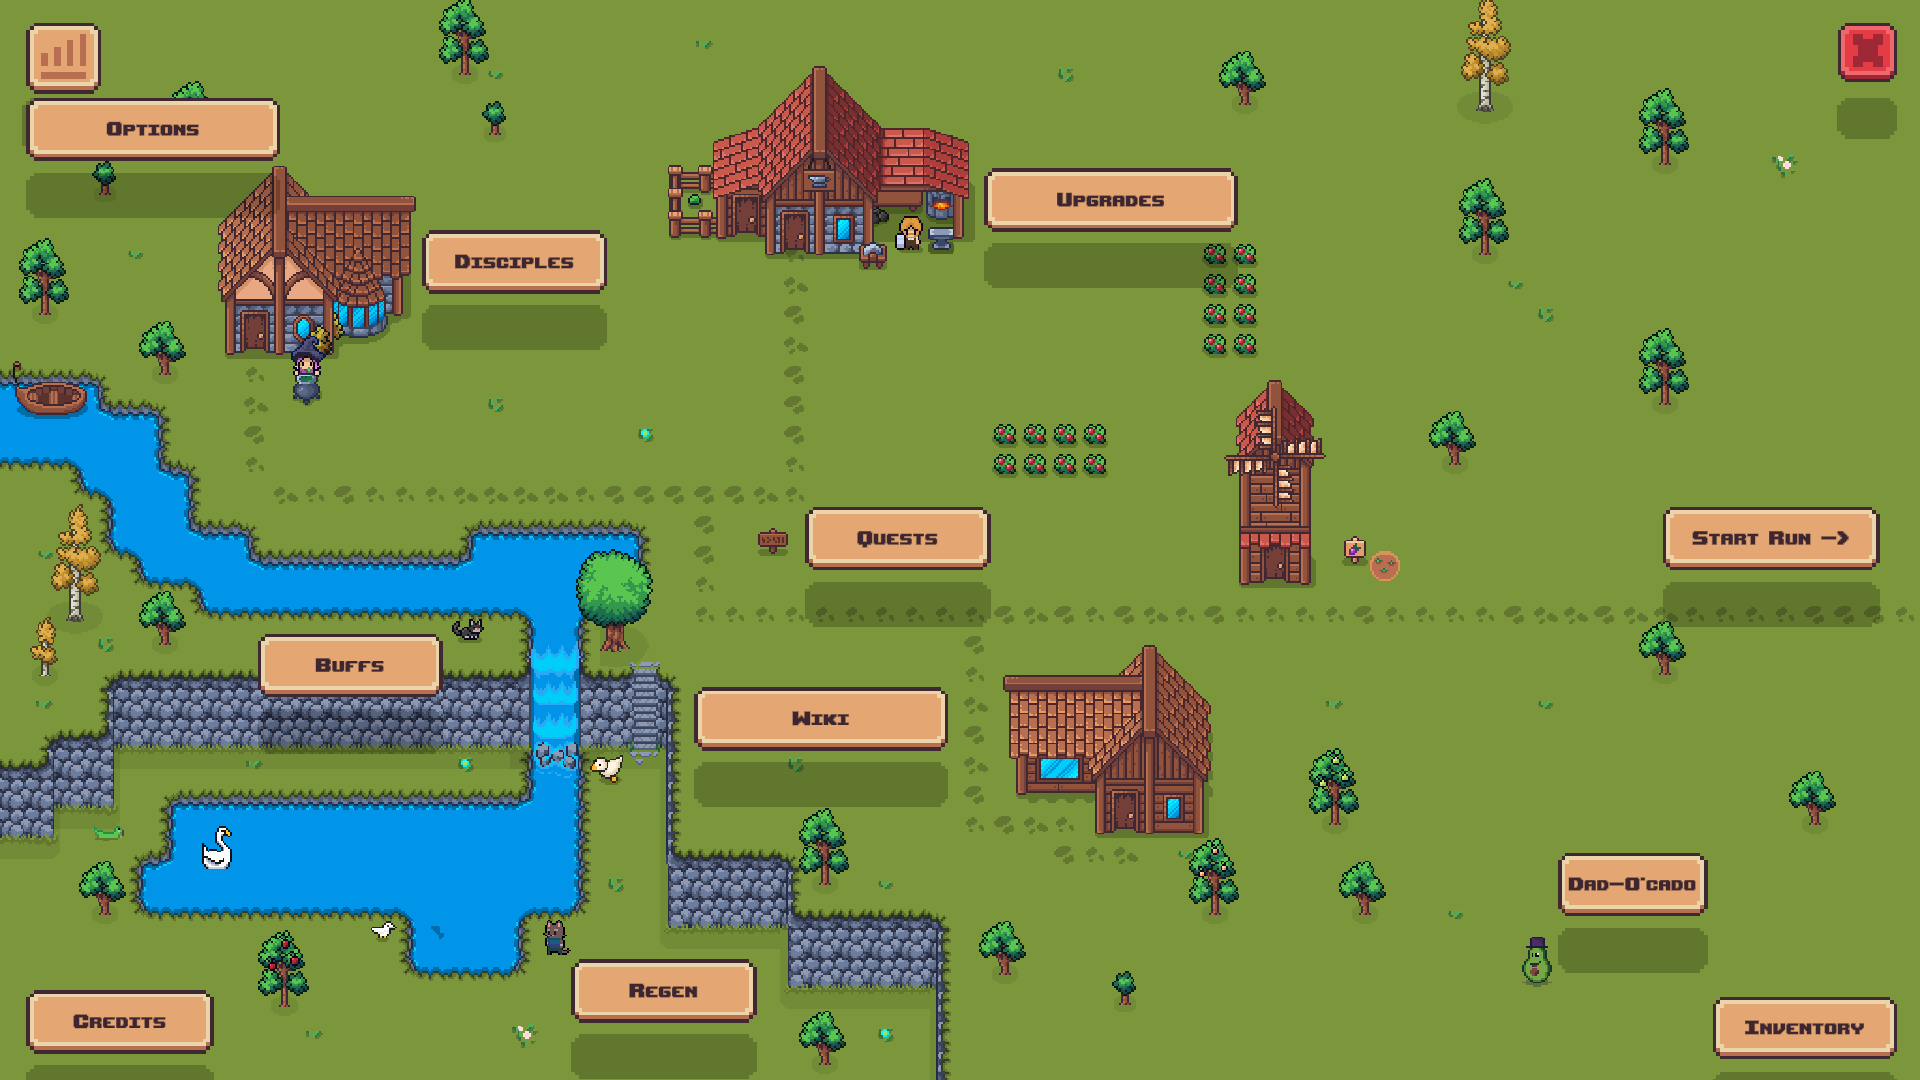 Options
Upgrades
Disciples
Quests
Start Run ->
Buffs
Wiki
Dad-O'cado
Regen
Credits
Inventory